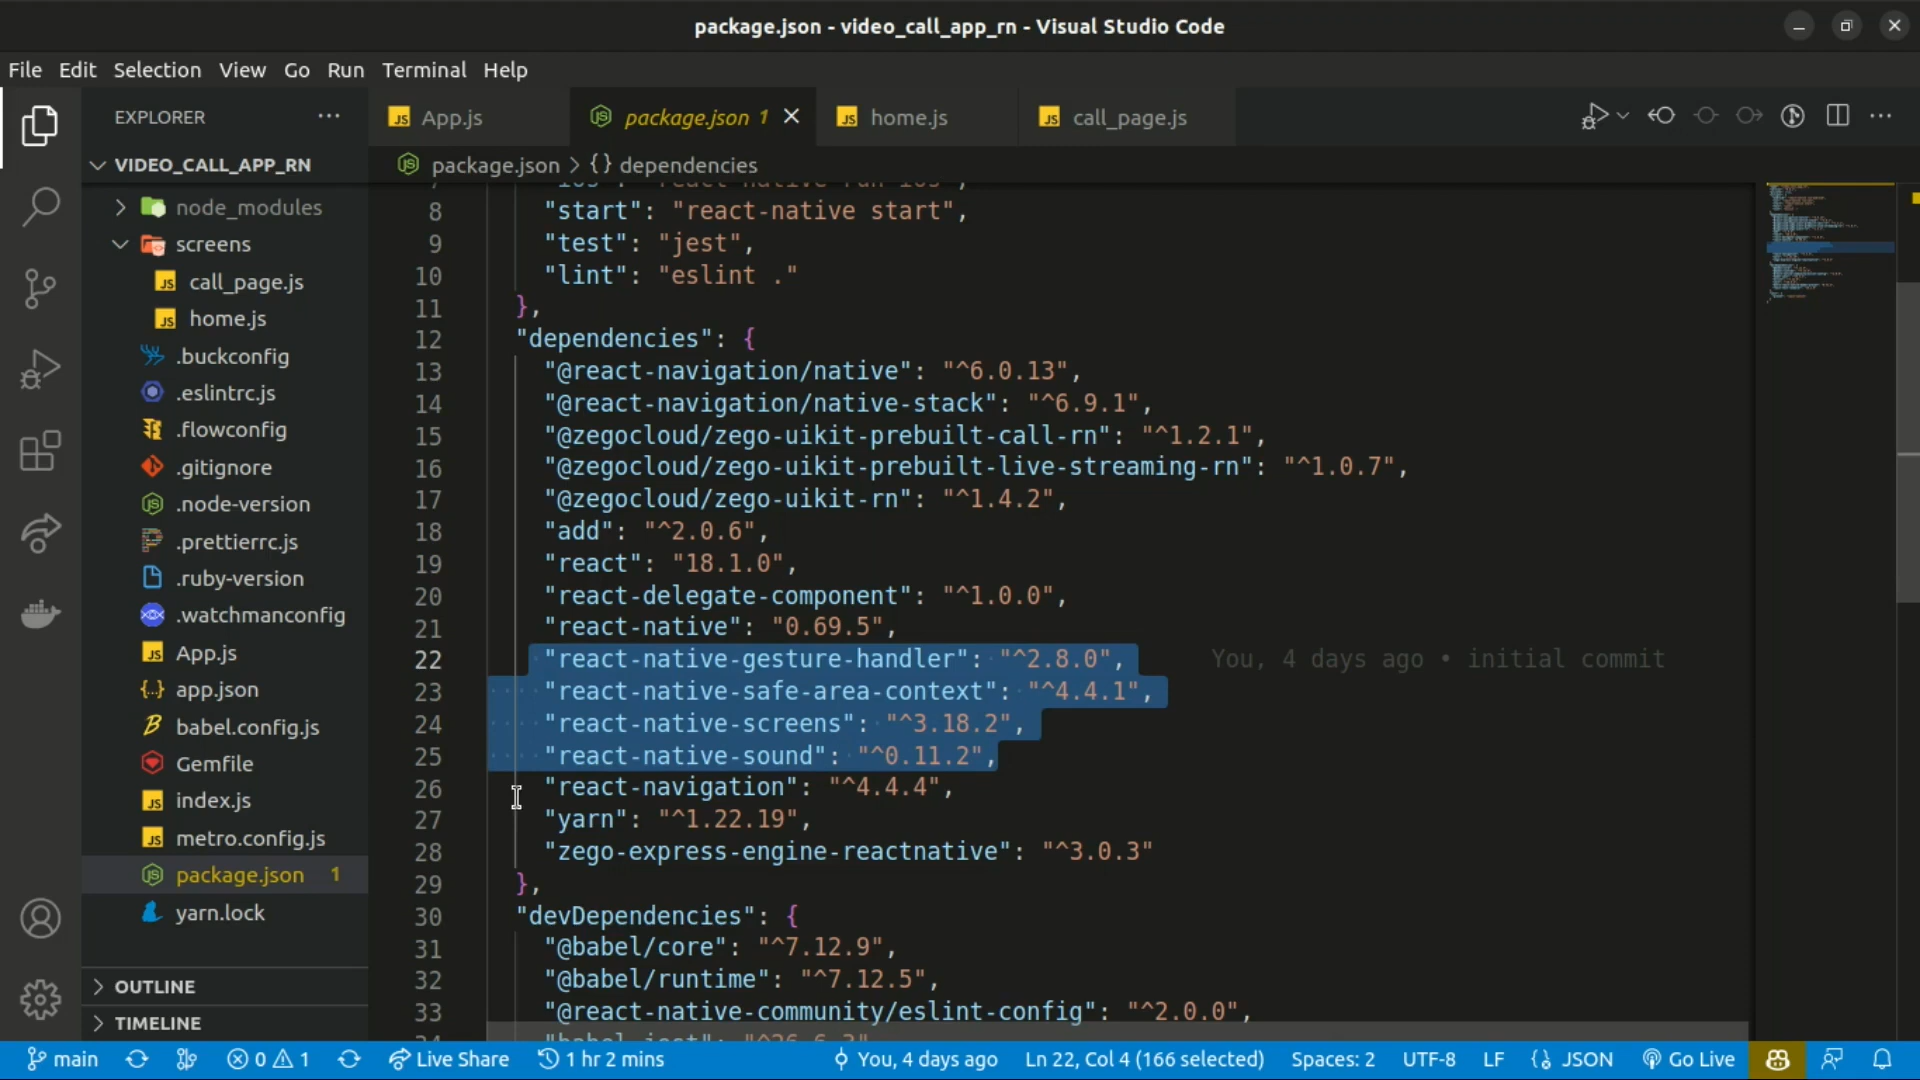 package.json - video_call_app_rn - Visual Studio Code
File Edit Selection View Go Run Terminal Help
EXPLORER
App.js
package.json 1
home.js
call_page.js
VIDEO_CALL_APP_RN
package.json > {} dependencies
node_modules
screens
call_page.js
home.js
.buckconfig
.eslintrc.js
.flowconfig
.gitignore
.node-version
.prettierrc.js
.ruby-version
.watchmanconfig
App.js
app.json
babel.config.js
Gemfile
index.js
metro.config.js
package.json 1
yarn.lock
OUTLINE
TIMELINE
8 "start": "react-native start",
9 "test": "jest",
10 "lint": "eslint ."
11 },
12 "dependencies": {
13 "@react-navigation/native": "^6.0.13",
14 "@react-navigation/native-stack": "^6.9.1",
15 "@zegocloud/zego-uikit-prebuilt-call-rn": "^1.2.1",
16 "@zegocloud/zego-uikit-prebuilt-live-streaming-rn": "^1.0.7",
17 "@zegocloud/zego-uikit-rn": "^1.4.2",
18 "add": "^2.0.6",
19 "react": "18.1.0",
20 "react-delegate-component": "^1.0.0",
21 "react-native": "0.69.5",
22 "react-native-gesture-handler": "^2.8.0", You, 4 days ago • initial commit
23 "react-native-safe-area-context": "^4.4.1",
24 "react-native-screens": "^3.18.2",
25 "react-native-sound": "^0.11.2",
26 "react-navigation": "^4.4.4",
27 "yarn": "^1.22.19",
28 "zego-express-engine-reactnative": "^3.0.3"
29 },
30 "devDependencies": {
31 "@babel/core": "^7.12.9",
32 "@babel/runtime": "^7.12.5",
33 "@react-native-community/eslint-config": "^2.0.0",
main 0 1 Live Share 1 hr 2 mins You, 4 days ago Ln 22, Col 4 (166 selected) Spaces: 2 UTF-8 LF JSON Go Live